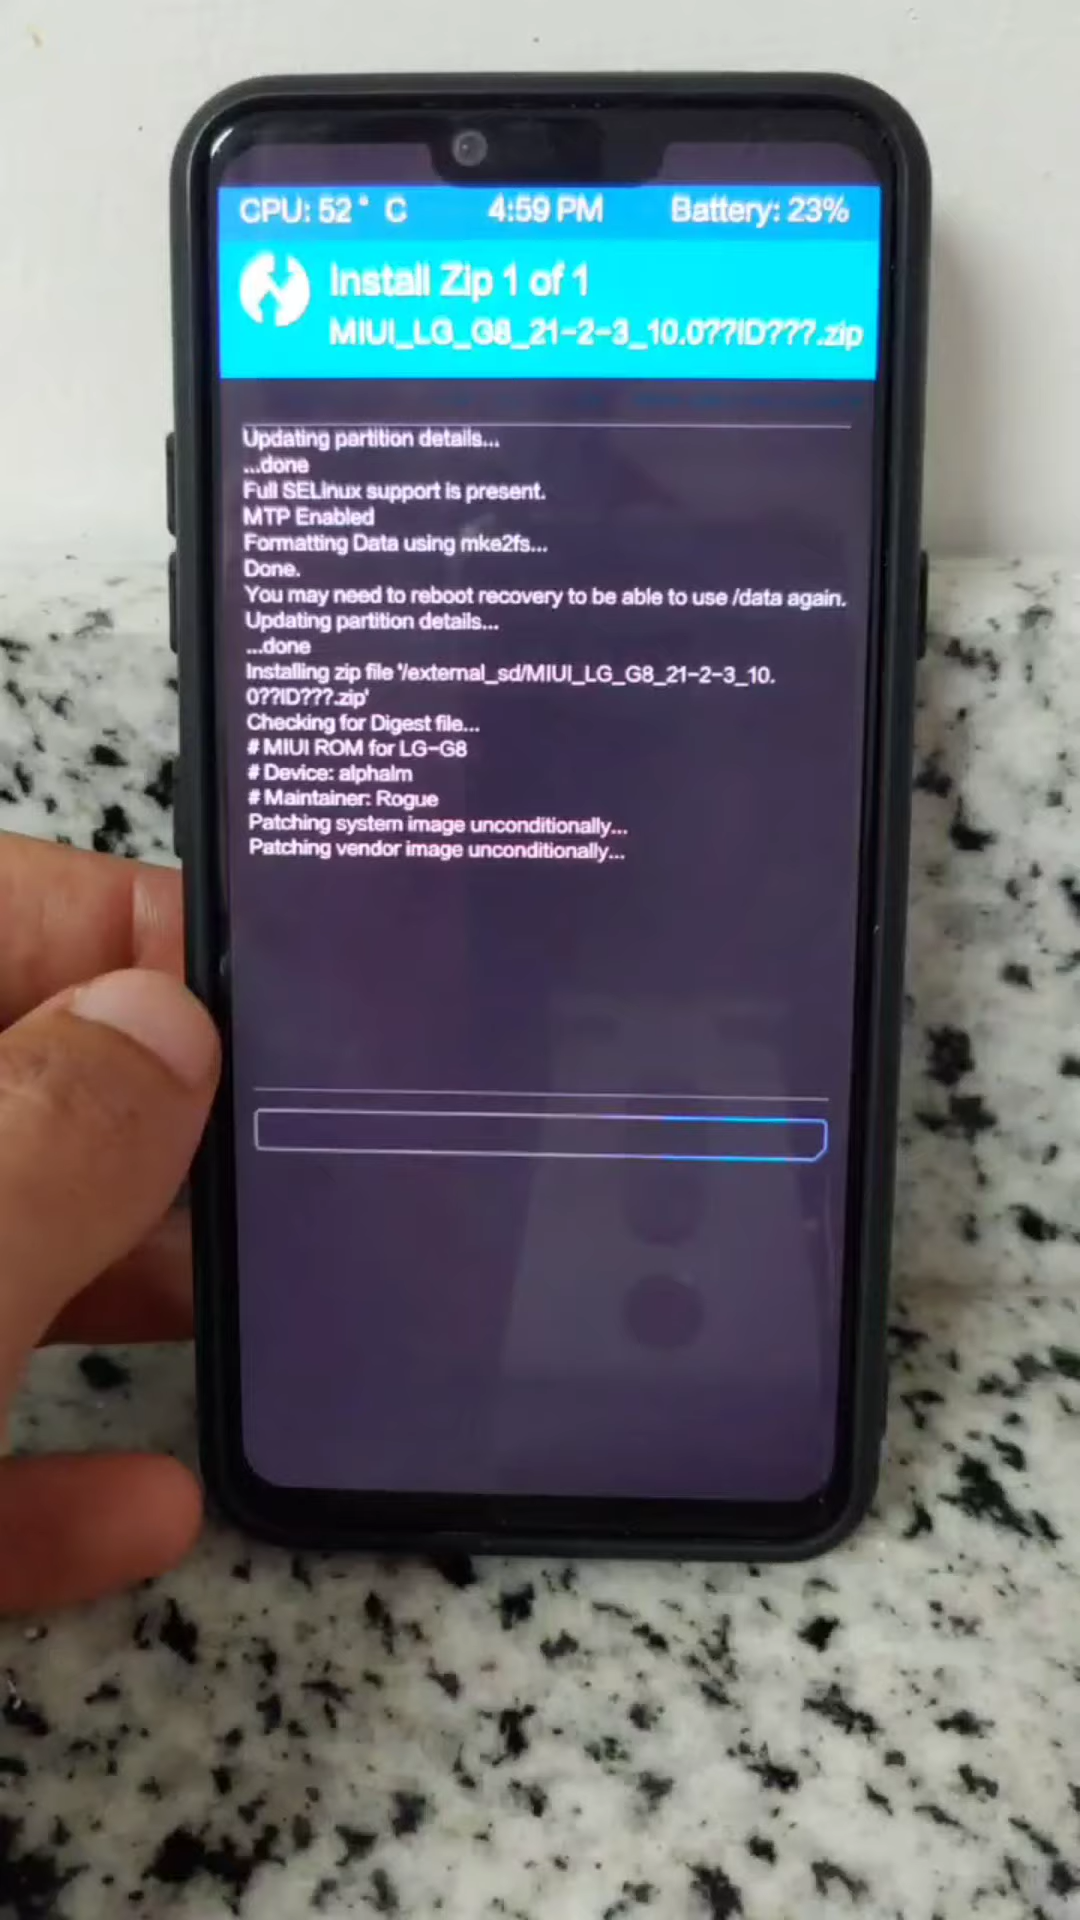 CPU: 52° C 4:59 PM Battery: 23%
Install Zip 1 of 1
MIUI_LG_G8_21-2-3_10.0??ID???.zip
Updating partition details...
...done
Full SELinux support is present.
MTP Enabled
Formatting Data using mke2fs...
Done.
You may need to reboot recovery to be able to use /data again.
Updating partition details...
...done
Installing zip file '/external_sd/MIUI_LG_G8_21-2-3_10.
0??ID???.zip'
Checking for Digest file...
# MIUI ROM for LG-G8
# Device: alphalm
# Maintainer: Rogue
Patching system image unconditionally...
Patching vendor image unconditionally...